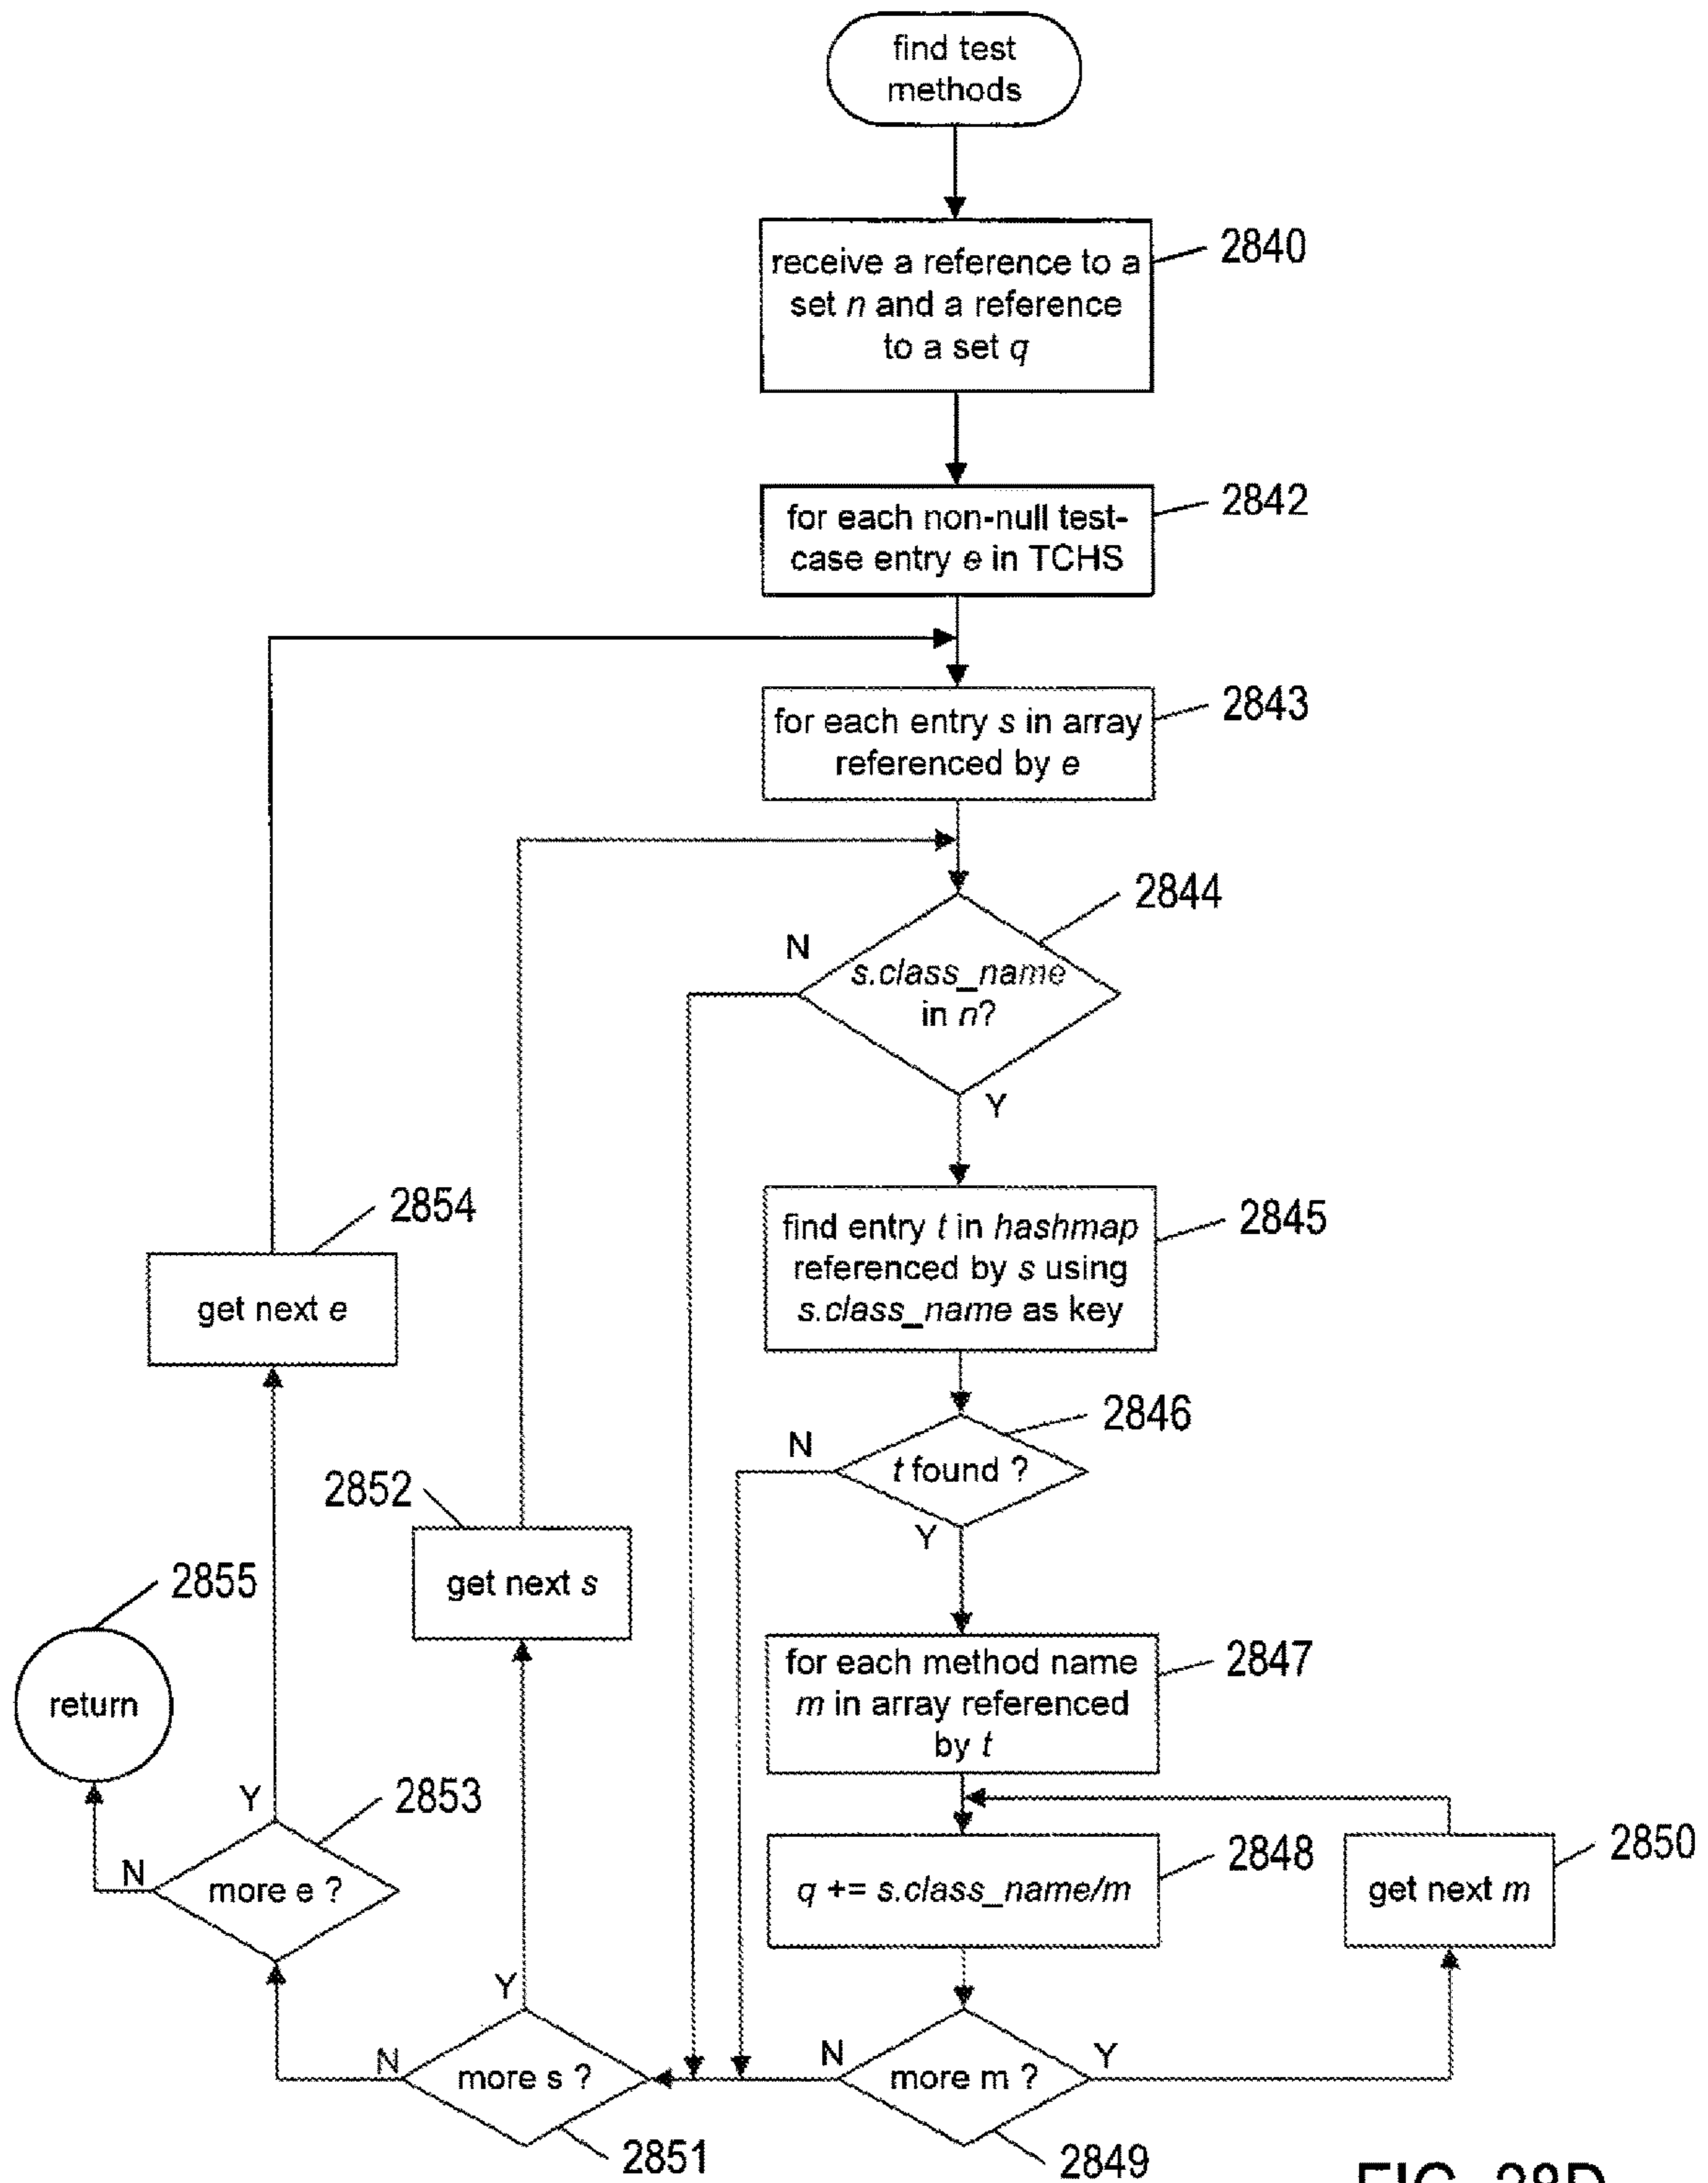 find test
methods
2840
receive a reference to a
set n and a reference
to a set q
2842
for each non-null test-
case entry e in TCHS
2843
for each entry s in array
referenced by e
2844
N
s.class_name
in n?
Y
2854
2845
find entry t in hashmap
referenced by s using
s.class_name as key
get next e
2846
N
t found ?
2852
Y
2855
get next s
2847
for each method name
m in array referenced
by t
return
Y
2853
2848
2850
N
more e ?
q += s.class_name/m
get next m
Y
N
more s ?
N
more m ?
Y
2851
2849
FIG. 28D